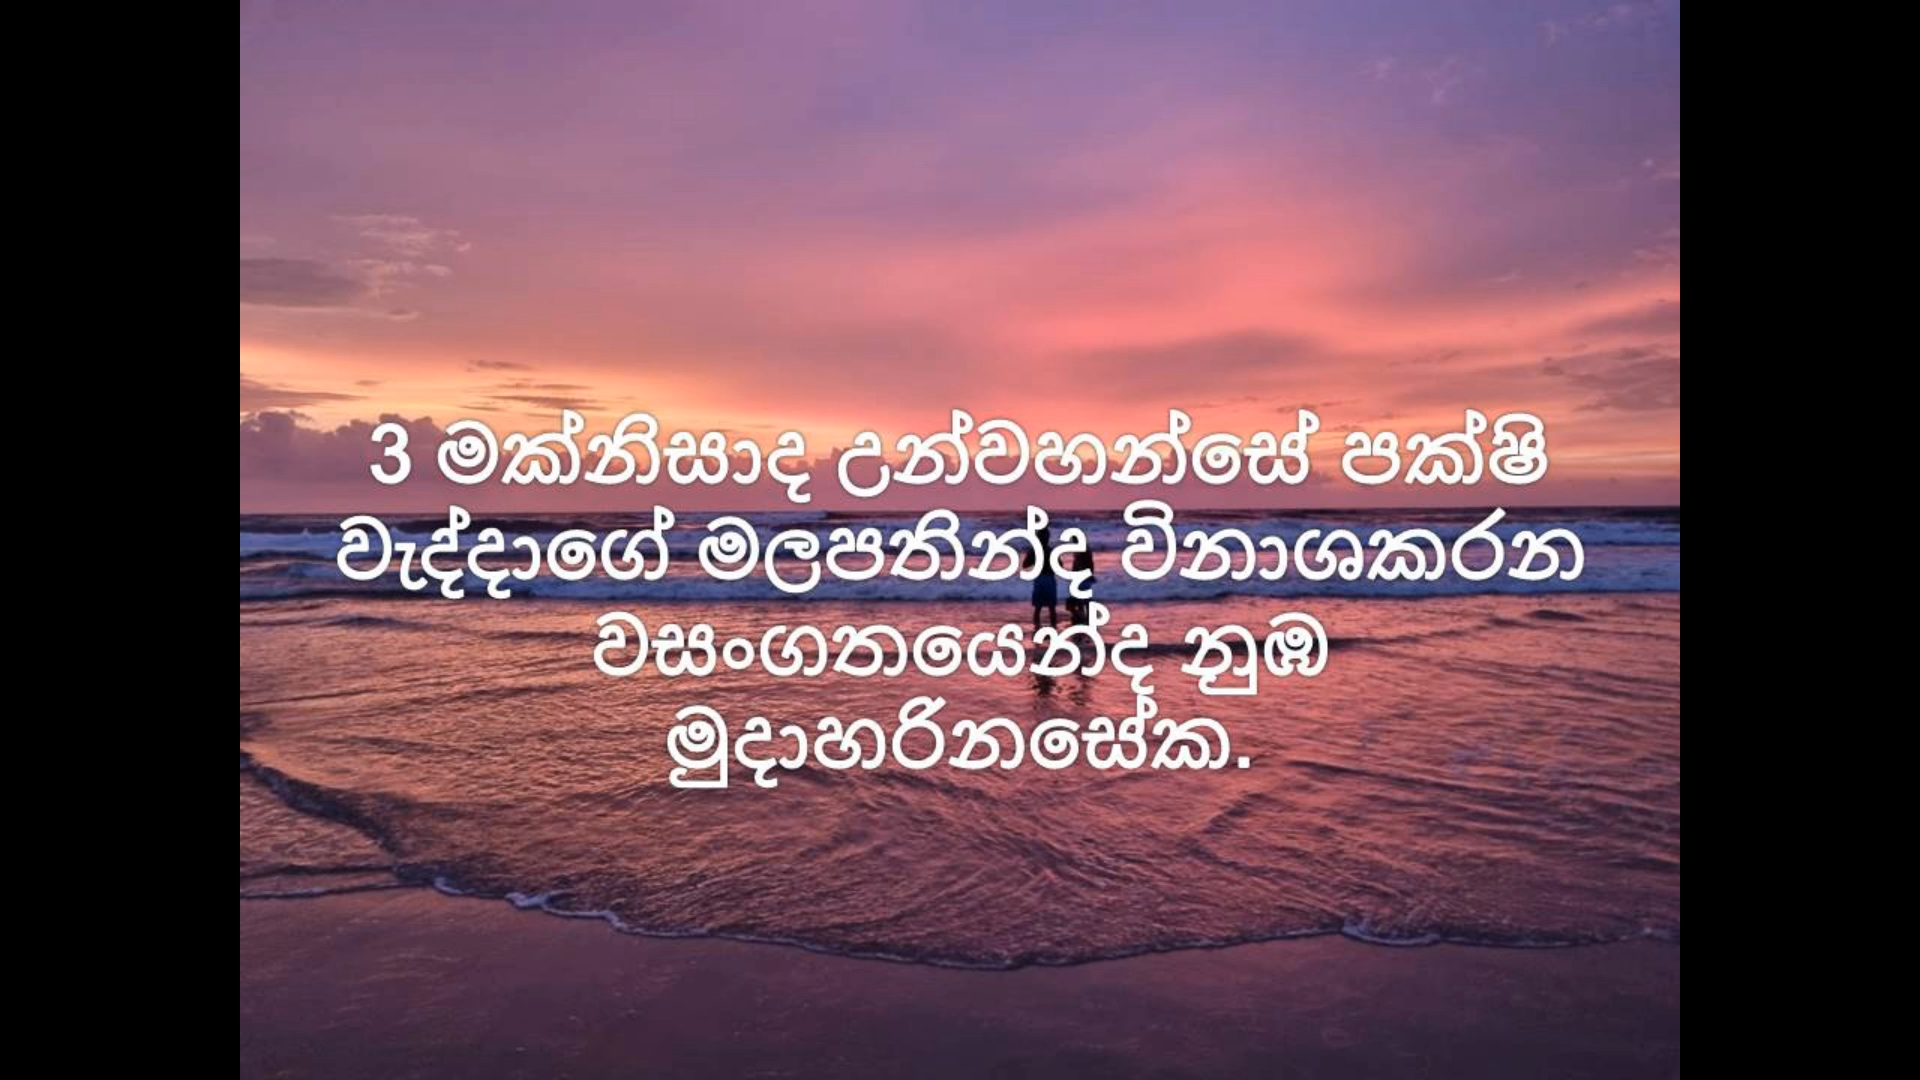 3 මක්නිසාද උන්වහන්සේ පක්ෂි
වැද්දාගේ මලපතින්ද විනාශකරන
වසංගතයෙන්ද නුඹ
මුදාහරිනසේක.